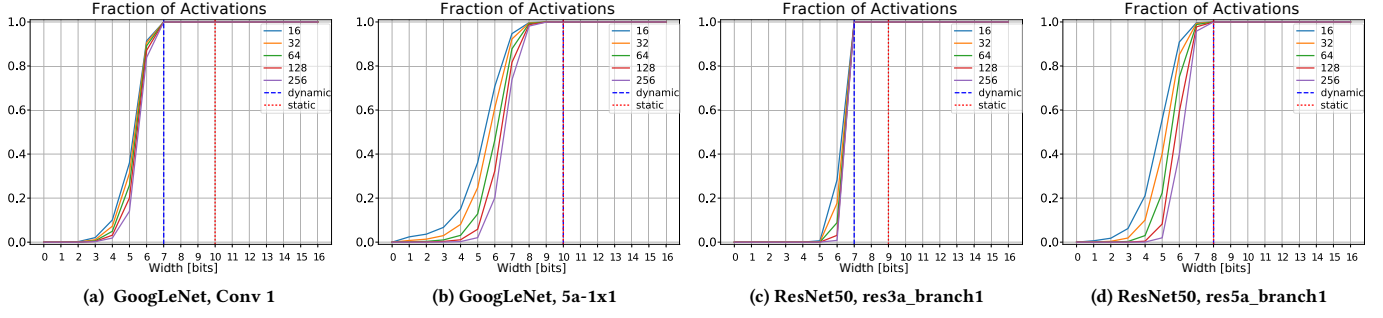 Fraction of Activations
1.0
0.8
0.6
0.4
0.2
0.0
16
32
64
128
256
dynamic
static
0 1 2 3 4 5 6 7 8 9 10 11 12 13 14 15 16
Width [bits]
(a) GoogLeNet, Conv 1
Fraction of Activations
1.0
0.8
0.6
0.4
0.2
0.0
16
32
64
128
256
dynamic
static
0 1 2 3 4 5 6 7 8 9 10 11 12 13 14 15 16
Width [bits]
(b) GoogLeNet, 5a-1x1
Fraction of Activations
1.0
0.8
0.6
0.4
0.2
0.0
16
32
64
128
256
dynamic
static
0 1 2 3 4 5 6 7 8 9 10 11 12 13 14 15 16
Width [bits]
(c) ResNet50, res3a_branch1
Fraction of Activations
1.0
0.8
0.6
0.4
0.2
0.0
16
32
64
128
256
dynamic
static
0 1 2 3 4 5 6 7 8 9 10 11 12 13 14 15 16
Width [bits]
(d) ResNet50, res5a_branch1